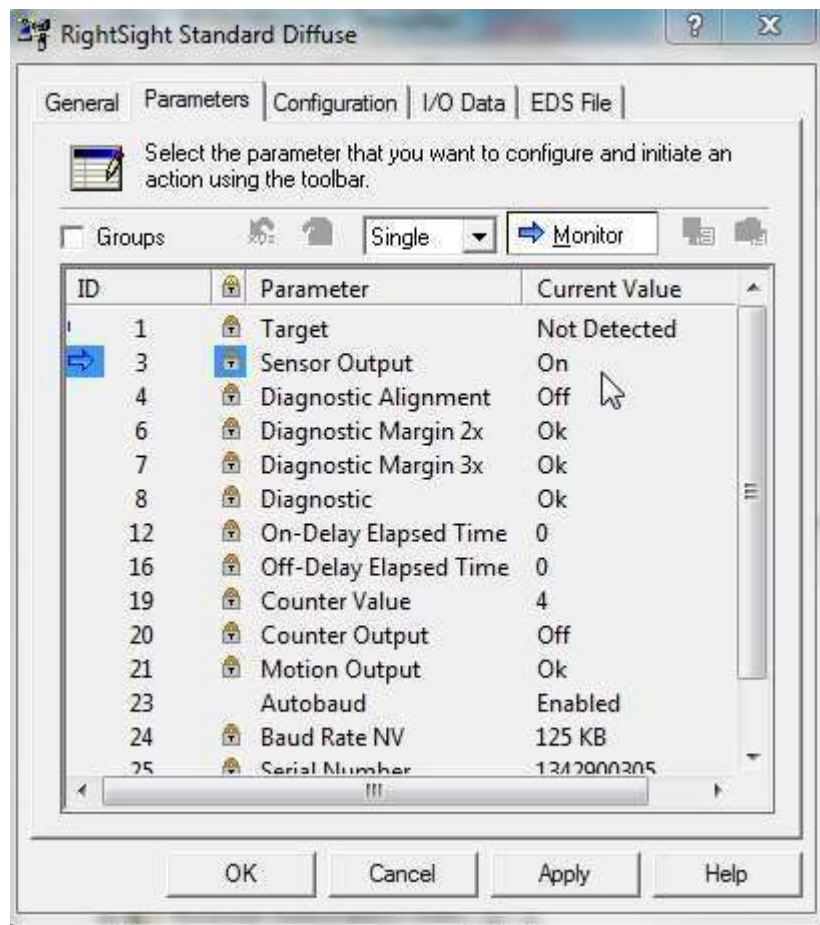 RightSight Standard Diffuse
General Parameters Configuration I/O Data EDS File
Select the parameter that you want to configure and initiate an
action using the toolbar.
Groups Single Monitor
ID Parameter Current Value
1 Target Not Detected
3 Sensor Output On
4 Diagnostic Alignment Off
6 Diagnostic Margin 2x Ok
7 Diagnostic Margin 3x Ok
8 Diagnostic Ok
12 On-Delay Elapsed Time 0
16 Off-Delay Elapsed Time 0
19 Counter Value 4
20 Counter Output Off
21 Motion Output Ok
23 Autobaud Enabled
24 Baud Rate NV 125 KB
25 Serial Number 1342900305
OK Cancel Apply Help